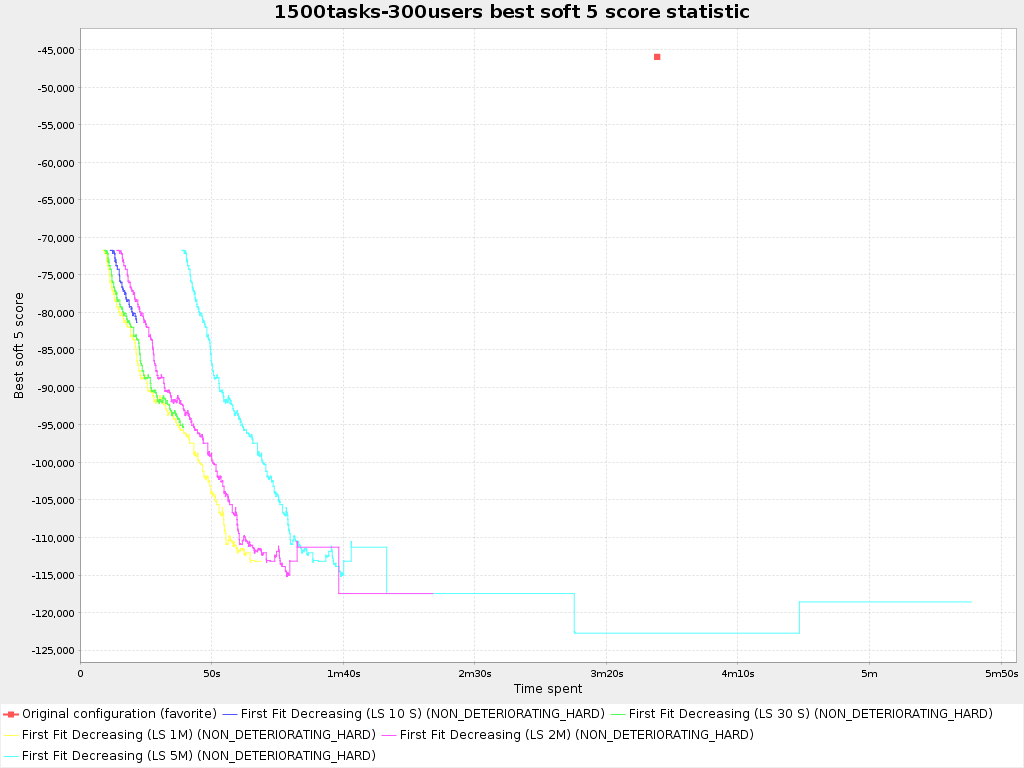 1500tasks-300users best soft 5 score statistic
Best soft 5 score
-45,000
-50,000
-55,000
-60,000
-65,000
-70,000
-75,000
-80,000
-85,000
-90,000
-95,000
-100,000
-105,000
-110,000
-115,000
-120,000
-125,000
0 50s 1m40s 2m30s 3m20s 4m10s 5m 5m50s
Time spent
Original configuration (favorite) First Fit Decreasing (LS 10 S) (NON_DETERIORATING_HARD) First Fit Decreasing (LS 30 S) (NON_DETERIORATING_HARD)
First Fit Decreasing (LS 1M) (NON_DETERIORATING_HARD) First Fit Decreasing (LS 2M) (NON_DETERIORATING_HARD)
First Fit Decreasing (LS 5M) (NON_DETERIORATING_HARD)